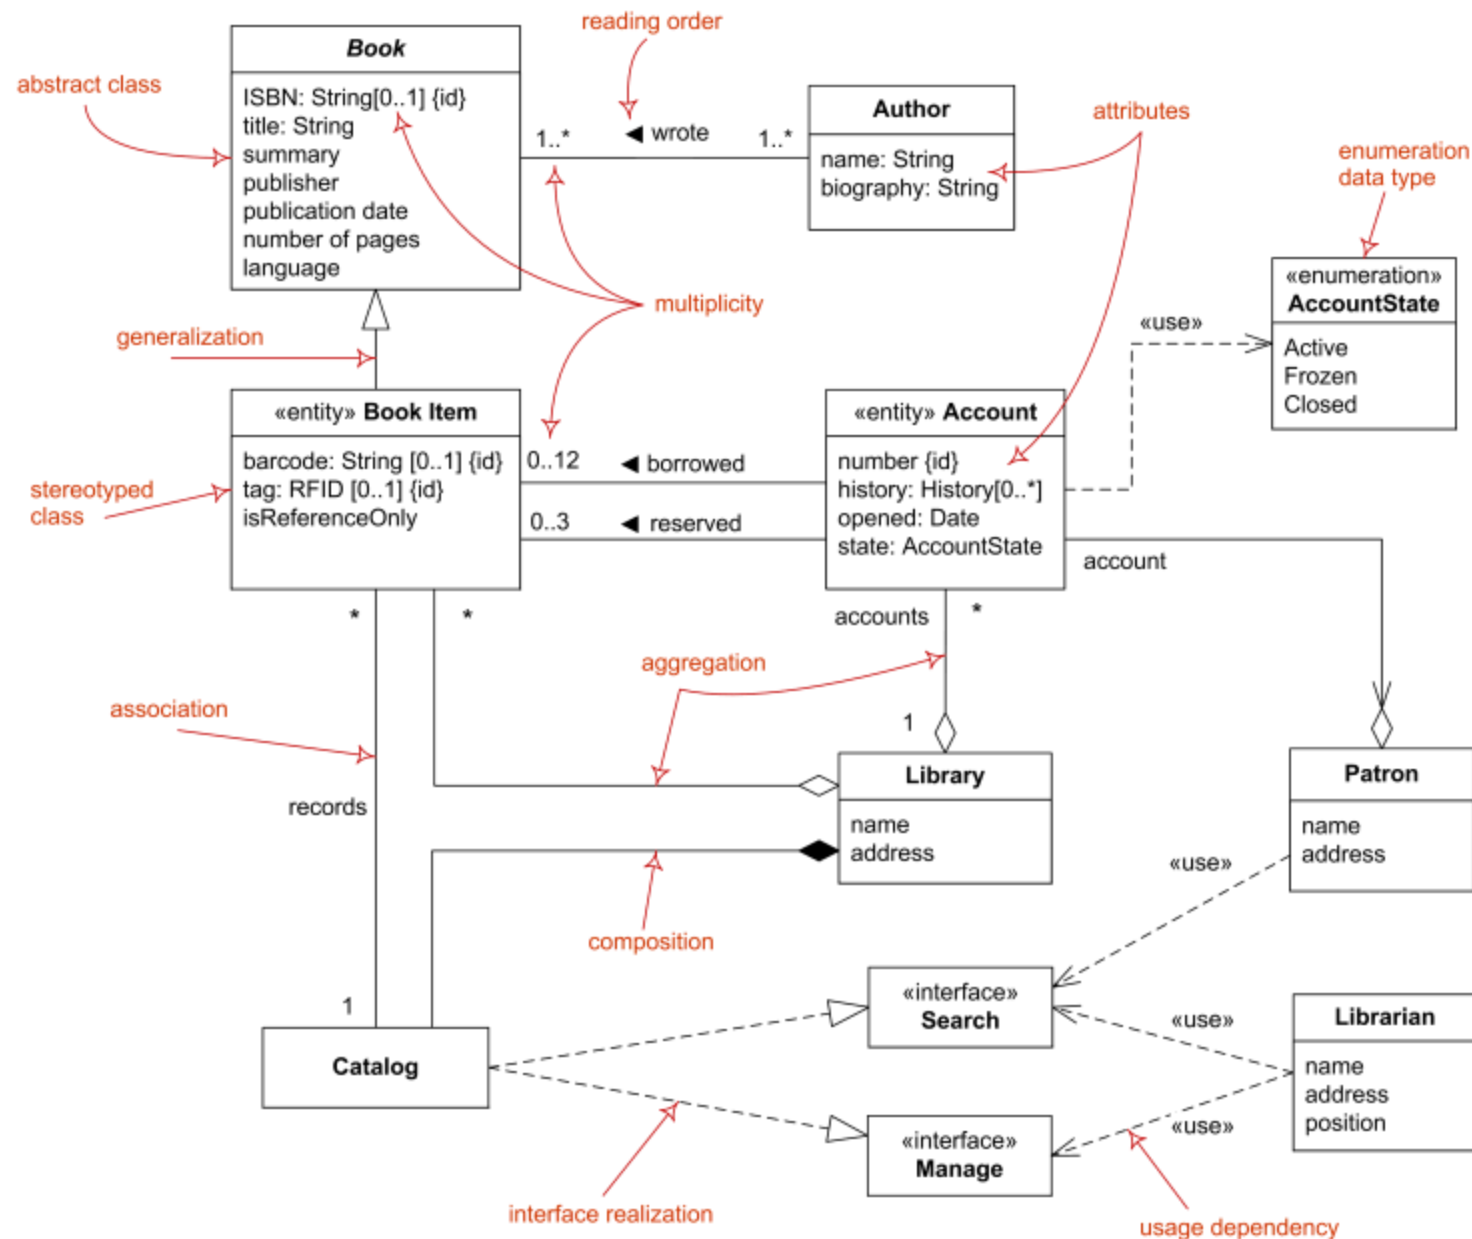 reading order
Book
abstract class
ISBN: String[0..1] {id}
title: String
summary
publisher
publication date
number of pages
language
1..*
◄ wrote
1..*
Author
name: String
biography: String
attributes
enumeration
data type
«enumeration»
AccountState
Active
Frozen
Closed
multiplicity
generalization
«use»
«entity» Book Item
barcode: String [0..1] {id}
tag: RFID [0..1] {id}
isReferenceOnly
stereotyped
class
0..12
◄ borrowed
0..3
◄ reserved
«entity» Account
number {id}
history: History[0..*]
opened: Date
state: AccountState
account
*
*
accounts
*
aggregation
association
1
records
Library
name
address
Patron
name
address
composition
«use»
1
Catalog
«interface»
Search
«use»
Librarian
name
address
position
«interface»
Manage
«use»
interface realization
usage dependency